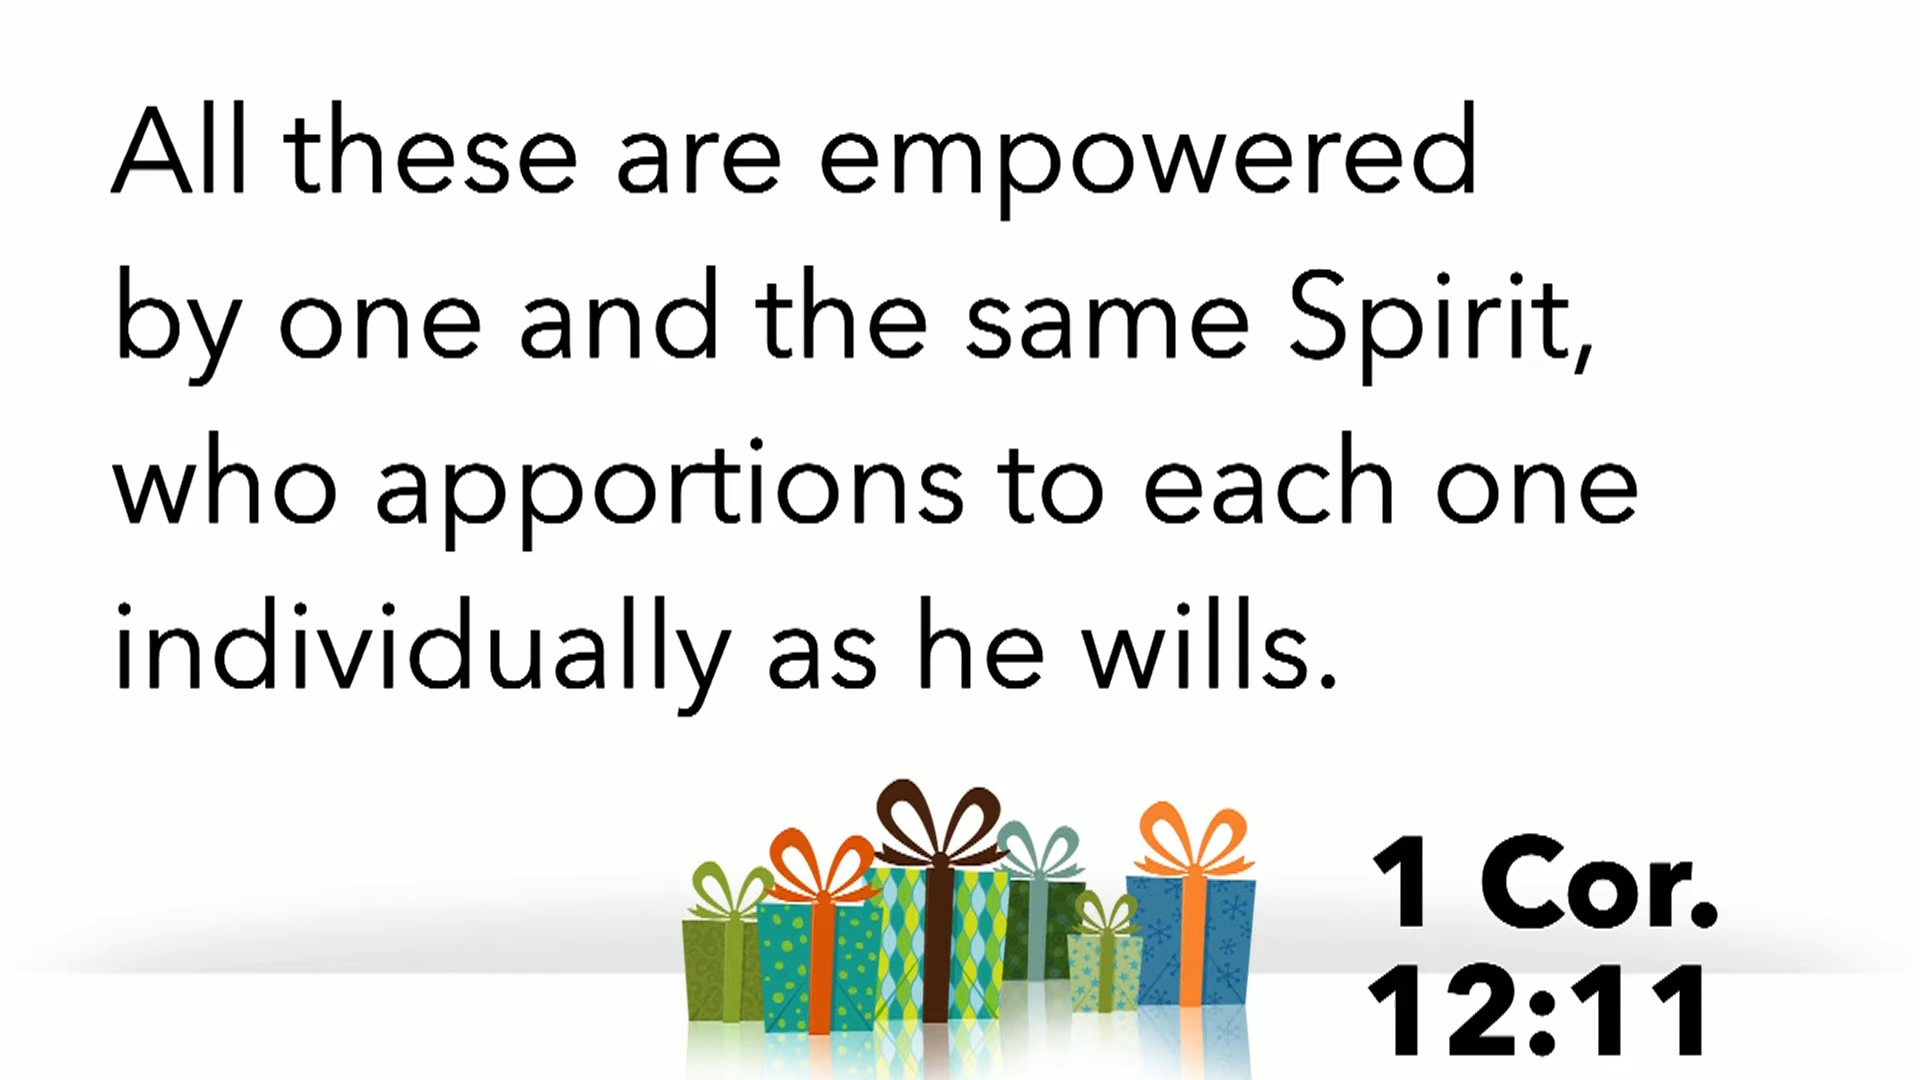 All these are empowered
by one and the same Spirit,
who apportions to each one
individually as he wills.
1 Cor.
12:11